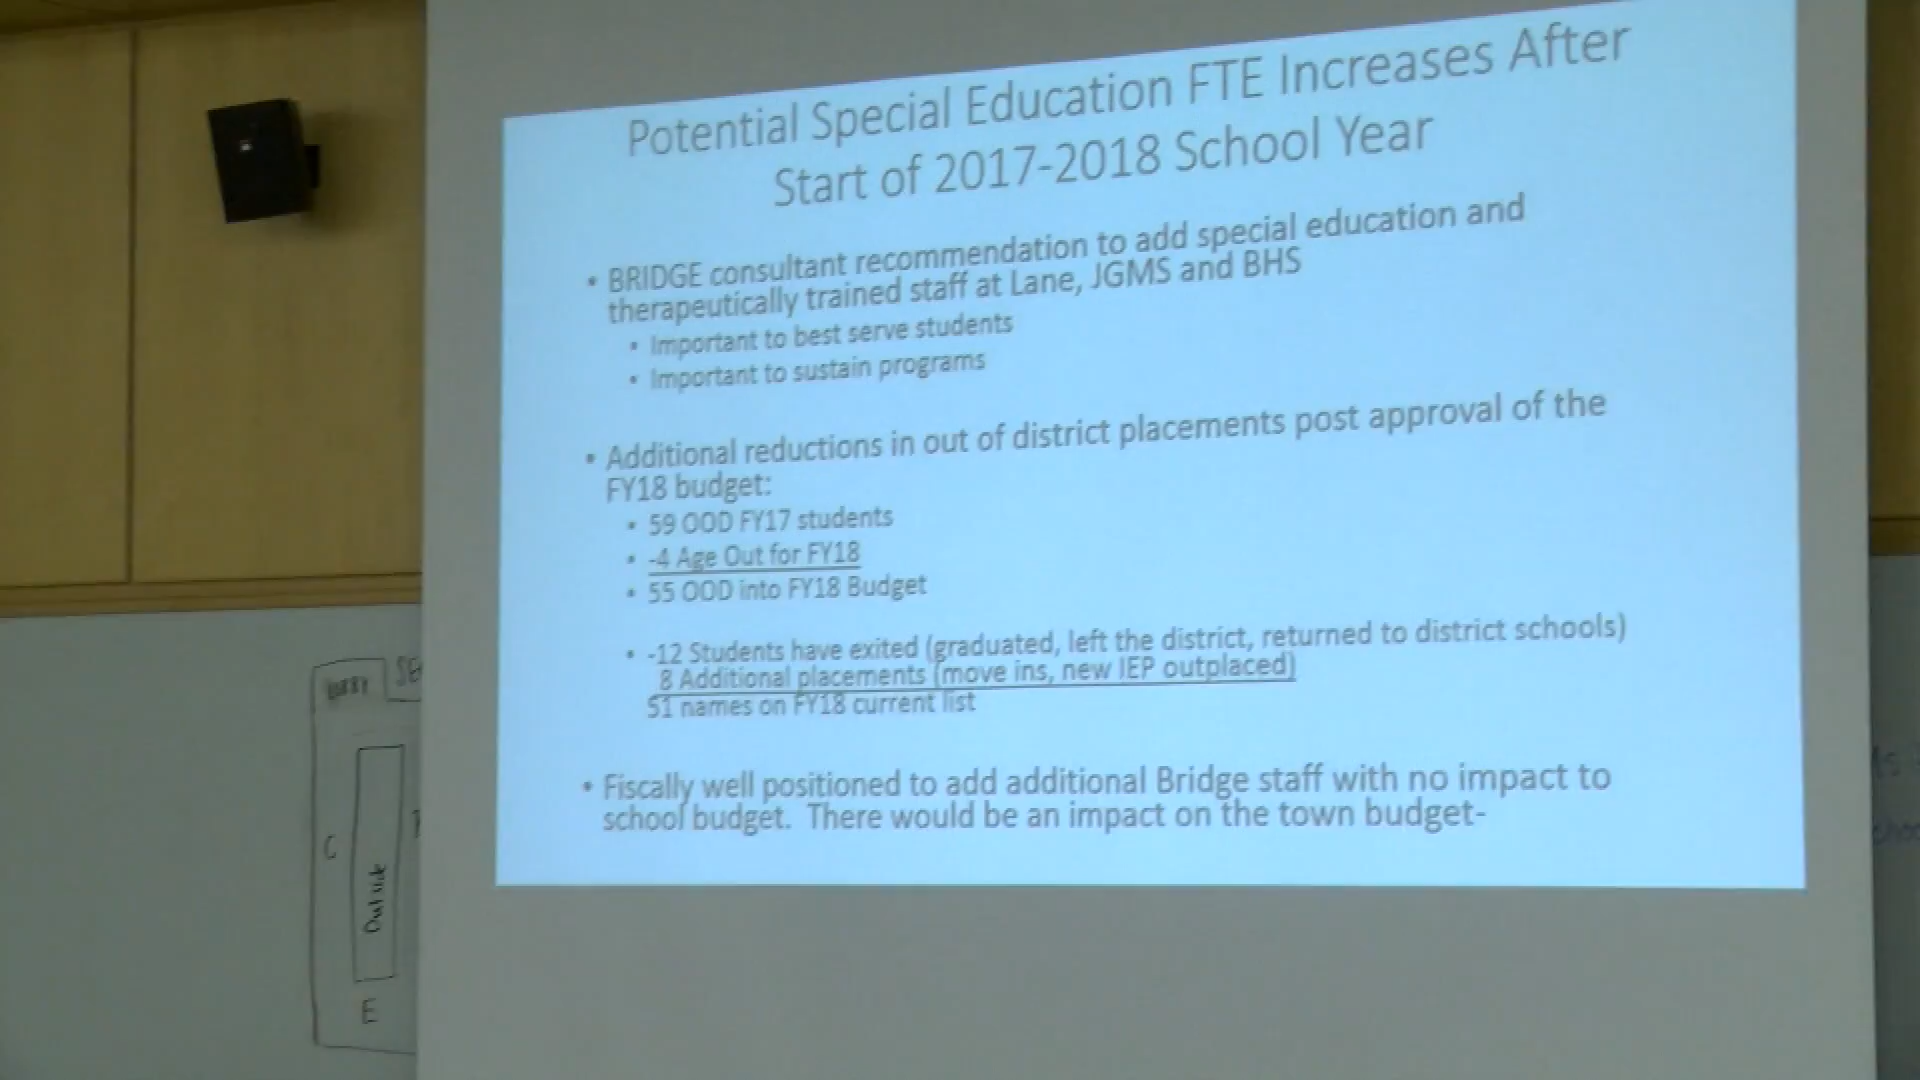 Potential Special Education FTE Increases After
Start of 2017-2018 School Year
• BRIDGE consultant recommendation to add special education and
therapeutically trained staff at Lane, JGMS and BHS
• Important to best serve students
• Important to sustain programs
• Additional reductions in out of district placements post approval of the
FY18 budget:
• 59 OOD FY17 students
• -4 Age Out for FY18
• 55 OOD into FY18 Budget
• -12 Students have exited (graduated, left the district, returned to district schools)
8 Additional placements (move ins, new IEP outplaced)
51 names on FY18 current list
• Fiscally well positioned to add additional Bridge staff with no impact to
school budget. There would be an impact on the town budget-
C
Outside
E